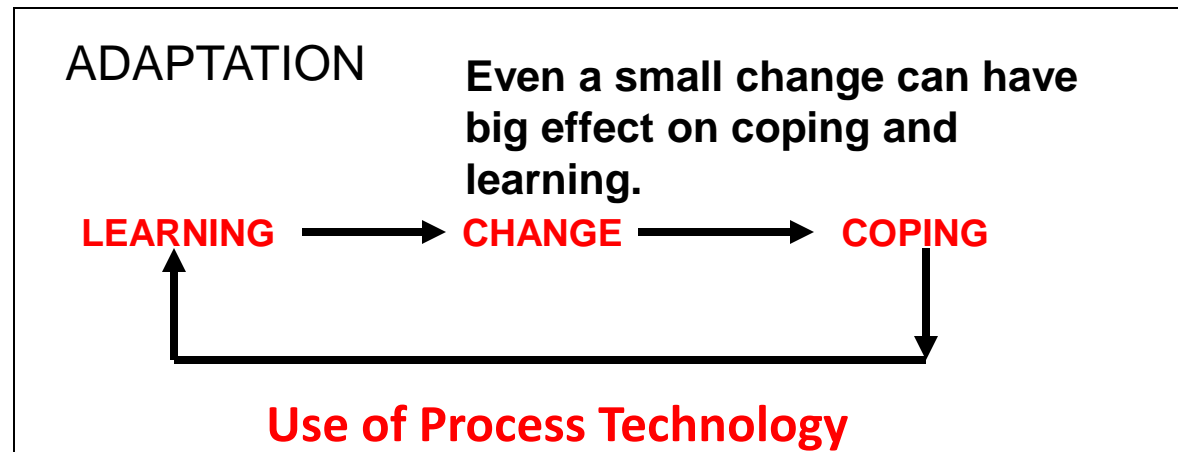 ADAPTATION
Even a small change can have
big effect on coping and
learning.
LEARNING
CHANGE
COPING
Use of Process Technology